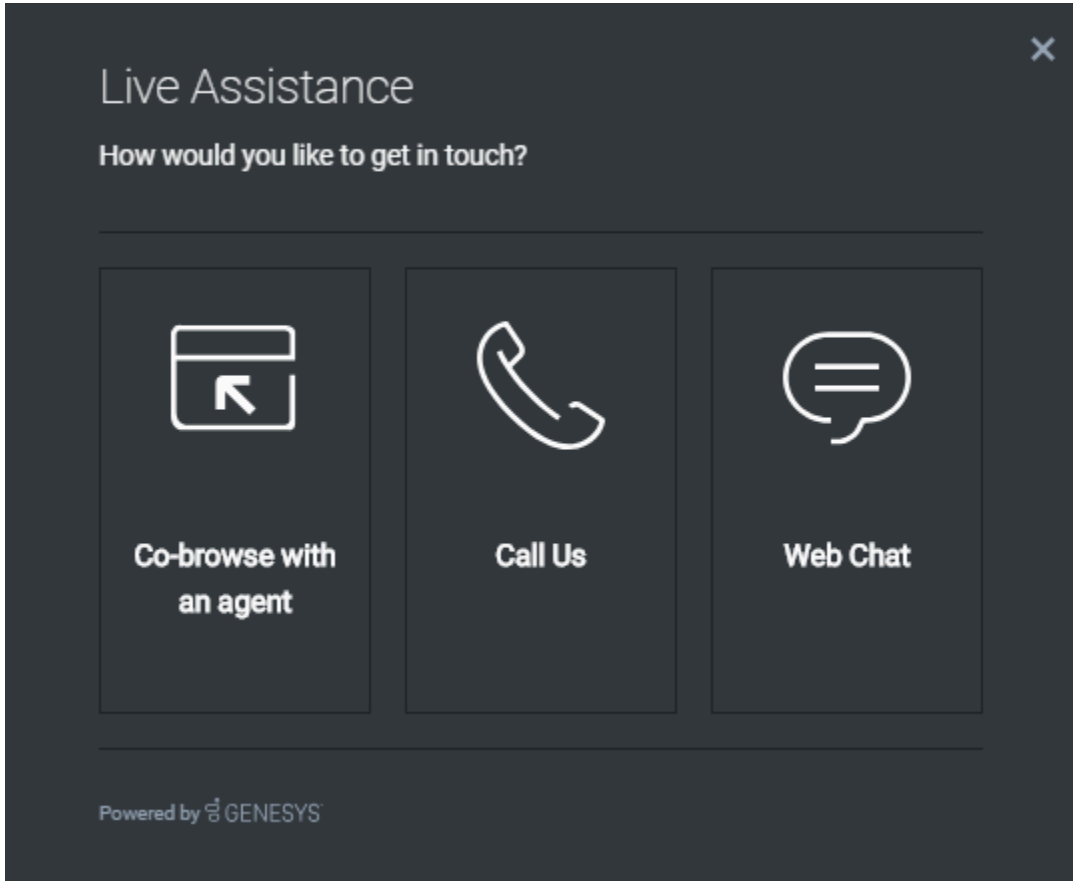 Live Assistance
How would you like to get in touch?
Co-browse with
an agent
Call Us
Web Chat
Powered by GENESYS